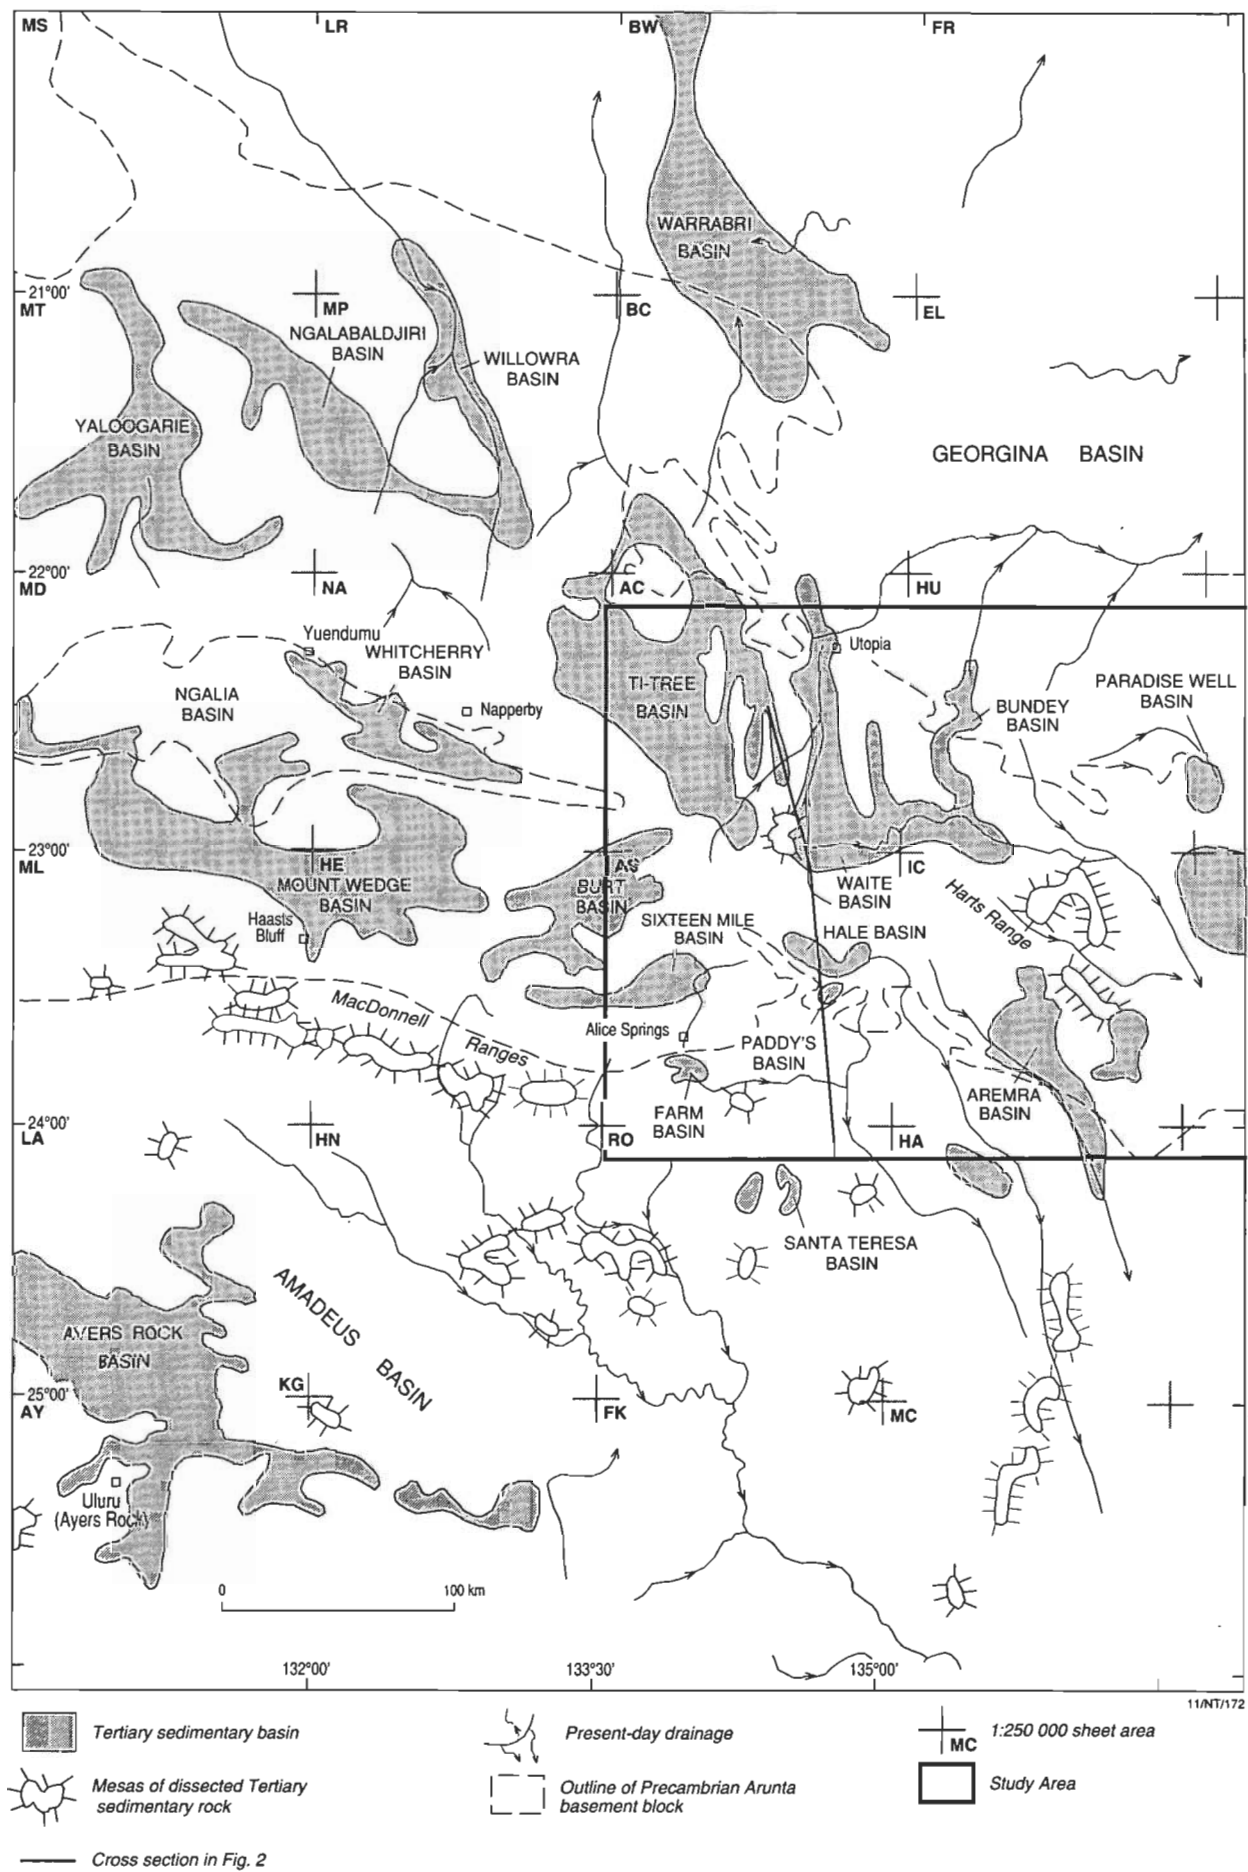 MS
LR
BW
FR
WARRABRI
BASIN
21°00'
MT
MP
BC
EL
NGALABALDJIRI
BASIN
WILLOWRA
BASIN
YALOOGARIE
BASIN
GEORGINA BASIN
22°00'
MD
NA
AC
HU
Yuendumu
WHITCHERRY
BASIN
Utopia
NGALIA
BASIN
Napperby
TI-TREE
BASIN
BUNDEY
BASIN
PARADISE WELL
BASIN
23°00'
ML
HE
AS
IC
MOUNT WEDGE
BASIN
BURT
BASIN
WAITE
BASIN
Harts Range
Haasts
Bluff
SIXTEEN MILE
BASIN
HALE BASIN
MacDonnell
Ranges
Alice Springs
PADDY'S
BASIN
AREMRA
BASIN
FARM
BASIN
24°00'
LA
HN
RO
HA
SANTA TERESA
BASIN
AMADEUS BASIN
AYERS ROCK
BASIN
25°00'
AY
KG
FK
MC
Uluru
(Ayers Rock)
0
100 km
132°00'
133°30'
135°00'
11/NT/172
Tertiary sedimentary basin
Present-day drainage
MC
1:250 000 sheet area
Mesas of dissected Tertiary
sedimentary rock
Outline of Precambrian Arunta
basement block
Study Area
Cross section in Fig. 2